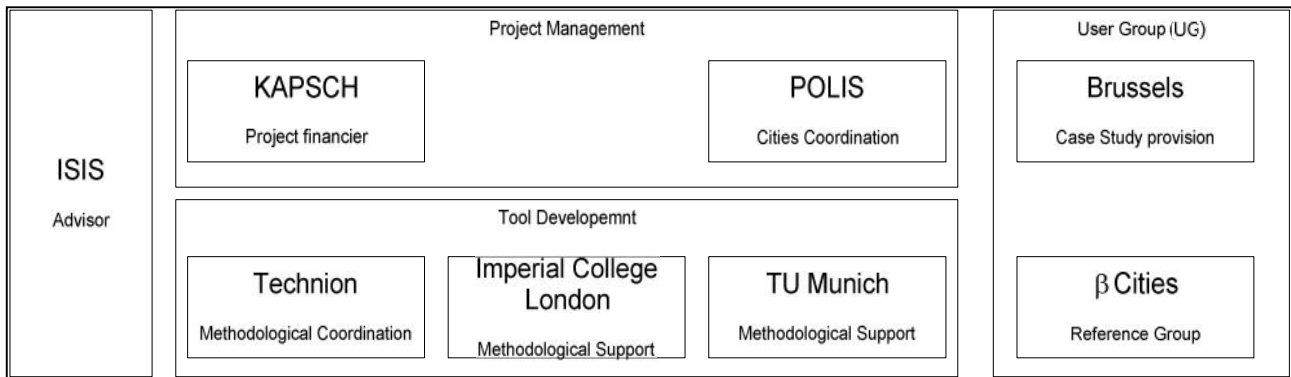 ISIS
Advisor
Project Management
KAPSCH
Project financier
POLIS
Cities Coordination
Tool Developemnt
Technion
Methodological Coordination
Imperial College
London
Methodological Support
TU Munich
Methodological Support
User Group (UG)
Brussels
Case Study provision
β Cities
Reference Group